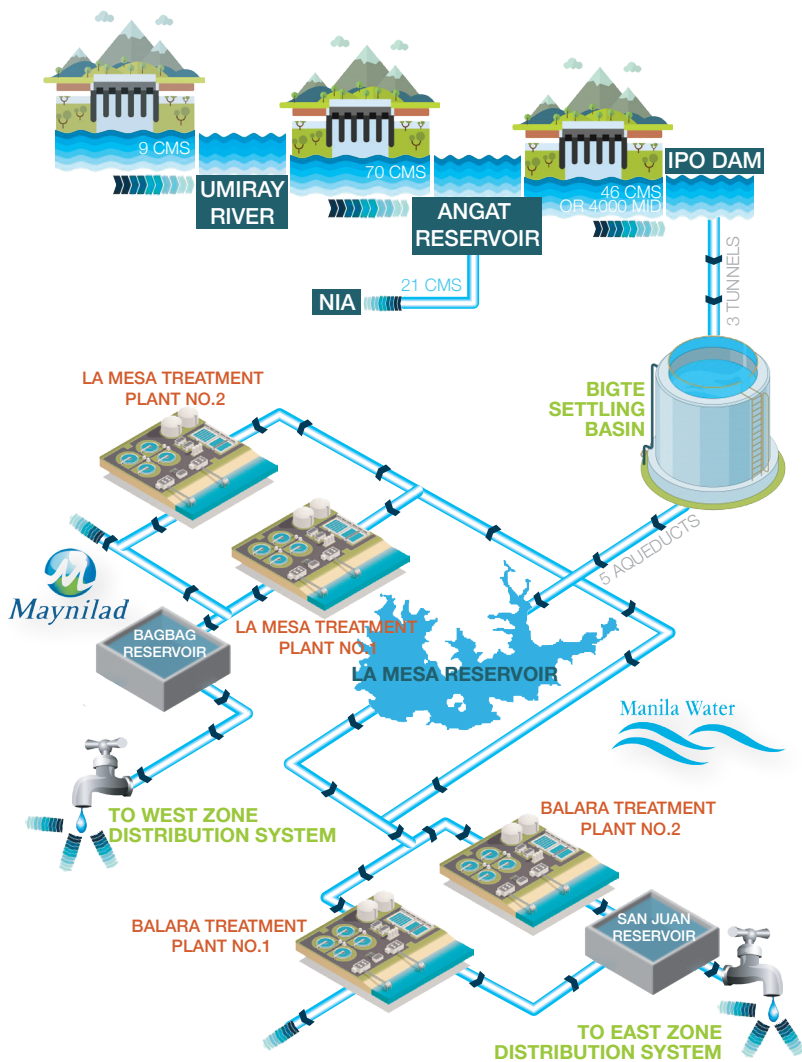 9 CMS
UMIRAY
RIVER
70 CMS
ANGAT
RESERVOIR
46 CMS
OR 4000 MlD
IPO DAM
NIA
21 CMS
3 TUNNELS
BIGTE
SETTLING
BASIN
5 AQUEDUCTS
LA MESA TREATMENT
PLANT NO.2
Maynilad
LA MESA TREATMENT
PLANT NO.1
BAGBAG
RESERVOIR
LA MESA RESERVOIR
Manila Water
TO WEST ZONE
DISTRIBUTION SYSTEM
BALARA TREATMENT
PLANT NO.2
BALARA TREATMENT
PLANT NO.1
SAN JUAN
RESERVOIR
TO EAST ZONE
DISTRIBUTION SYSTEM